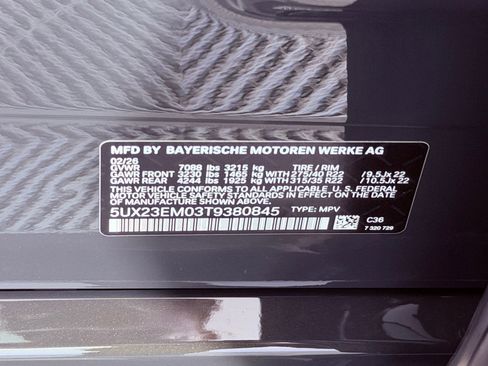 MFD BY BAYERISCHE MOTOREN WERKE AG
02/26
GVWR 7088 lbs 3215 kg TIRE / RIM
GAWR FRONT 3230 lbs 1465 kg 275/40 R22 / 9.5Jx 22
GAWR REAR 4244 lbs 1925 kg 315/35 R22 / 10.5Jx 22
THIS VEHICLE CONFORMS TO ALL APPLICABLE U.S. FEDERAL
MOTOR VEHICLE SAFETY STANDARDS IN EFFECT ON THE
DATE OF MANUFACTURE SHOWN ABOVE.
5UX23EM03T9380845 TYPE: MPV
C36
7 320 729